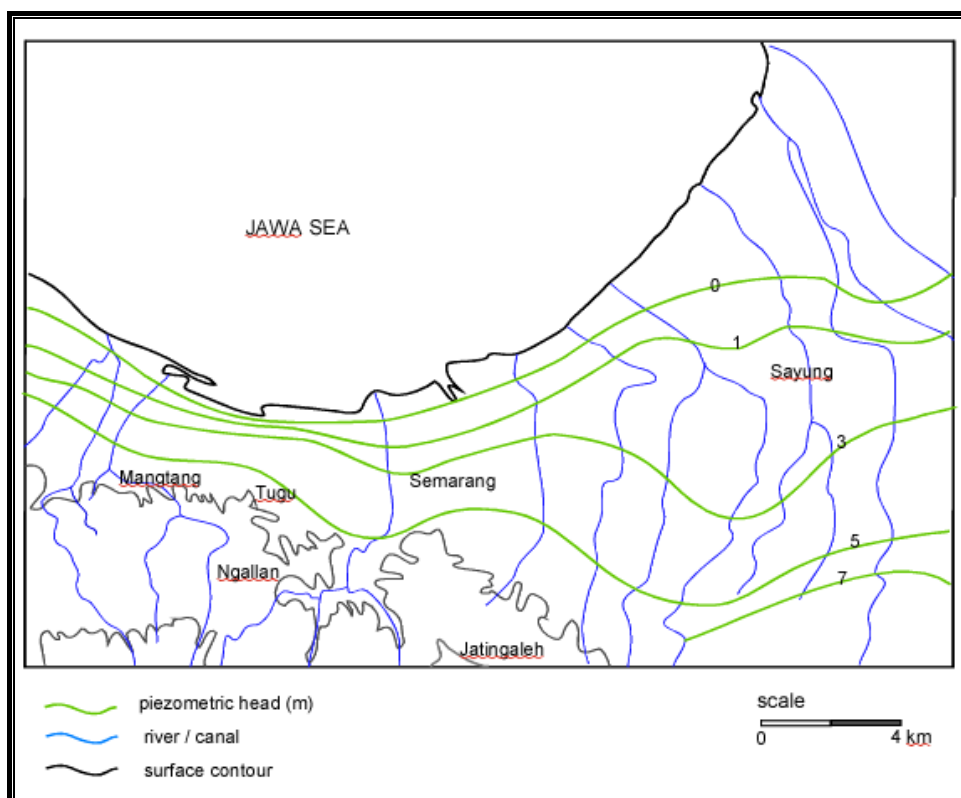 JAWA SEA
0
1
Sayung
3
Mangtang
Tugu
Semarang
5
Ngallan
7
Jatingaleh
piezometric head (m)
river / canal
surface contour
scale
0 4 km